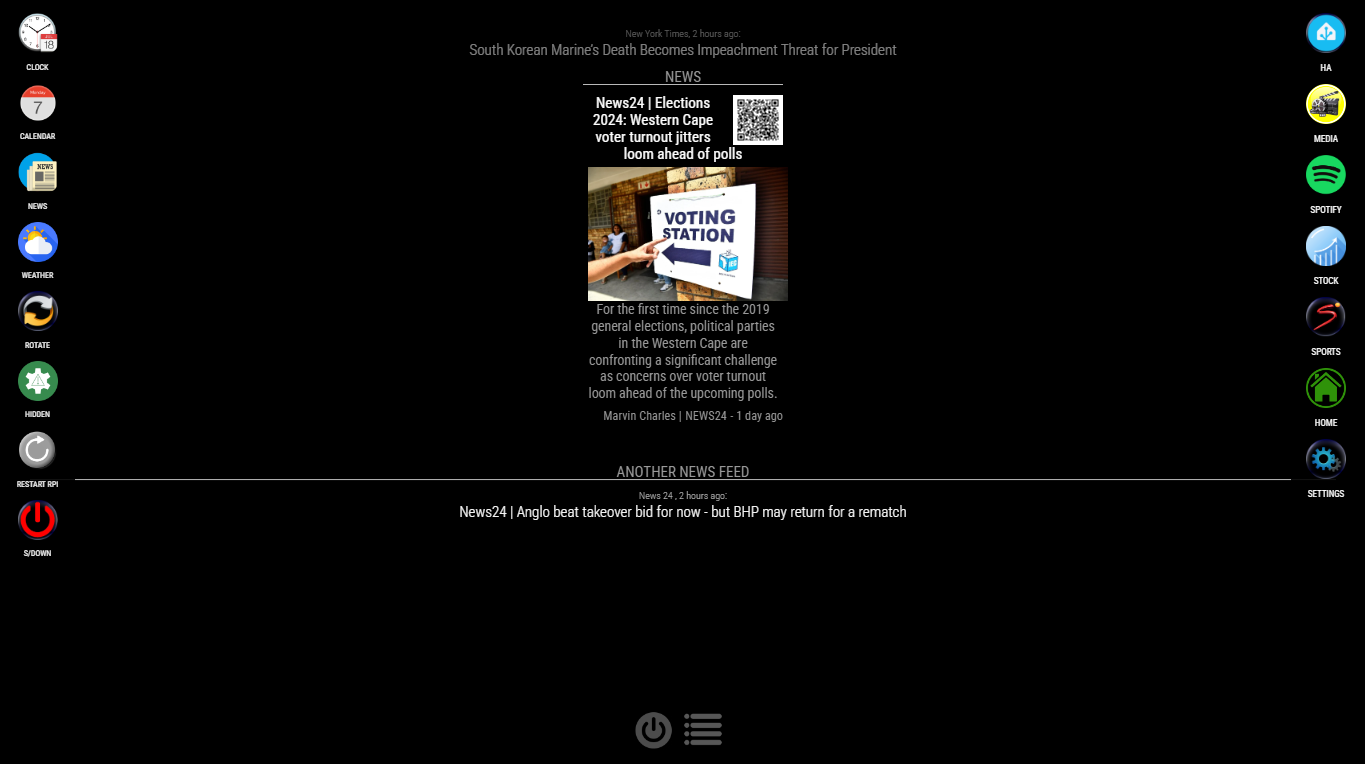 CLOCK
CALENDAR
NEWS
NEWS
WEATHER
ROTATE
HIDDEN
RESTART RPI
S/DOWN
18
Monday
7
New York Times, 2 hours ago:
South Korean Marine's Death Becomes Impeachment Threat for President
NEWS
News24 | Elections
2024: Western Cape
voter turnout jitters
loom ahead of polls
VOTING
STATION
For the first time since the 2019
general elections, political parties
in the Western Cape are
confronting a significant challenge
as concerns over voter turnout
loom ahead of the upcoming polls.
Marvin Charles | NEWS24 - 1 day ago
ANOTHER NEWS FEED
News 24 , 2 hours ago:
News24 | Anglo beat takeover bid for now - but BHP may return for a rematch
HA
MEDIA
SPOTIFY
STOCK
SPORTS
HOME
SETTINGS